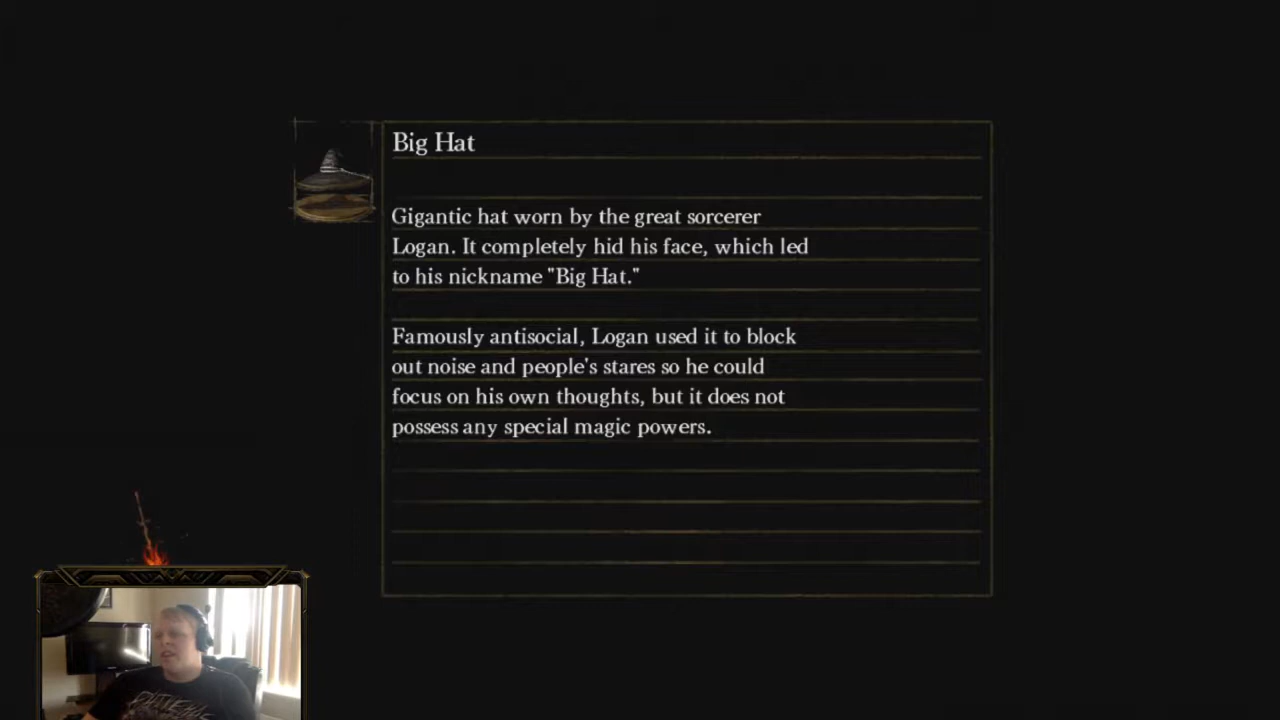 Big Hat
Gigantic hat worn by the great sorcerer
Logan. It completely hid his face, which led
to his nickname "Big Hat."
Famously antisocial, Logan used it to block
out noise and people's stares so he could
focus on his own thoughts, but it does not
possess any special magic powers.